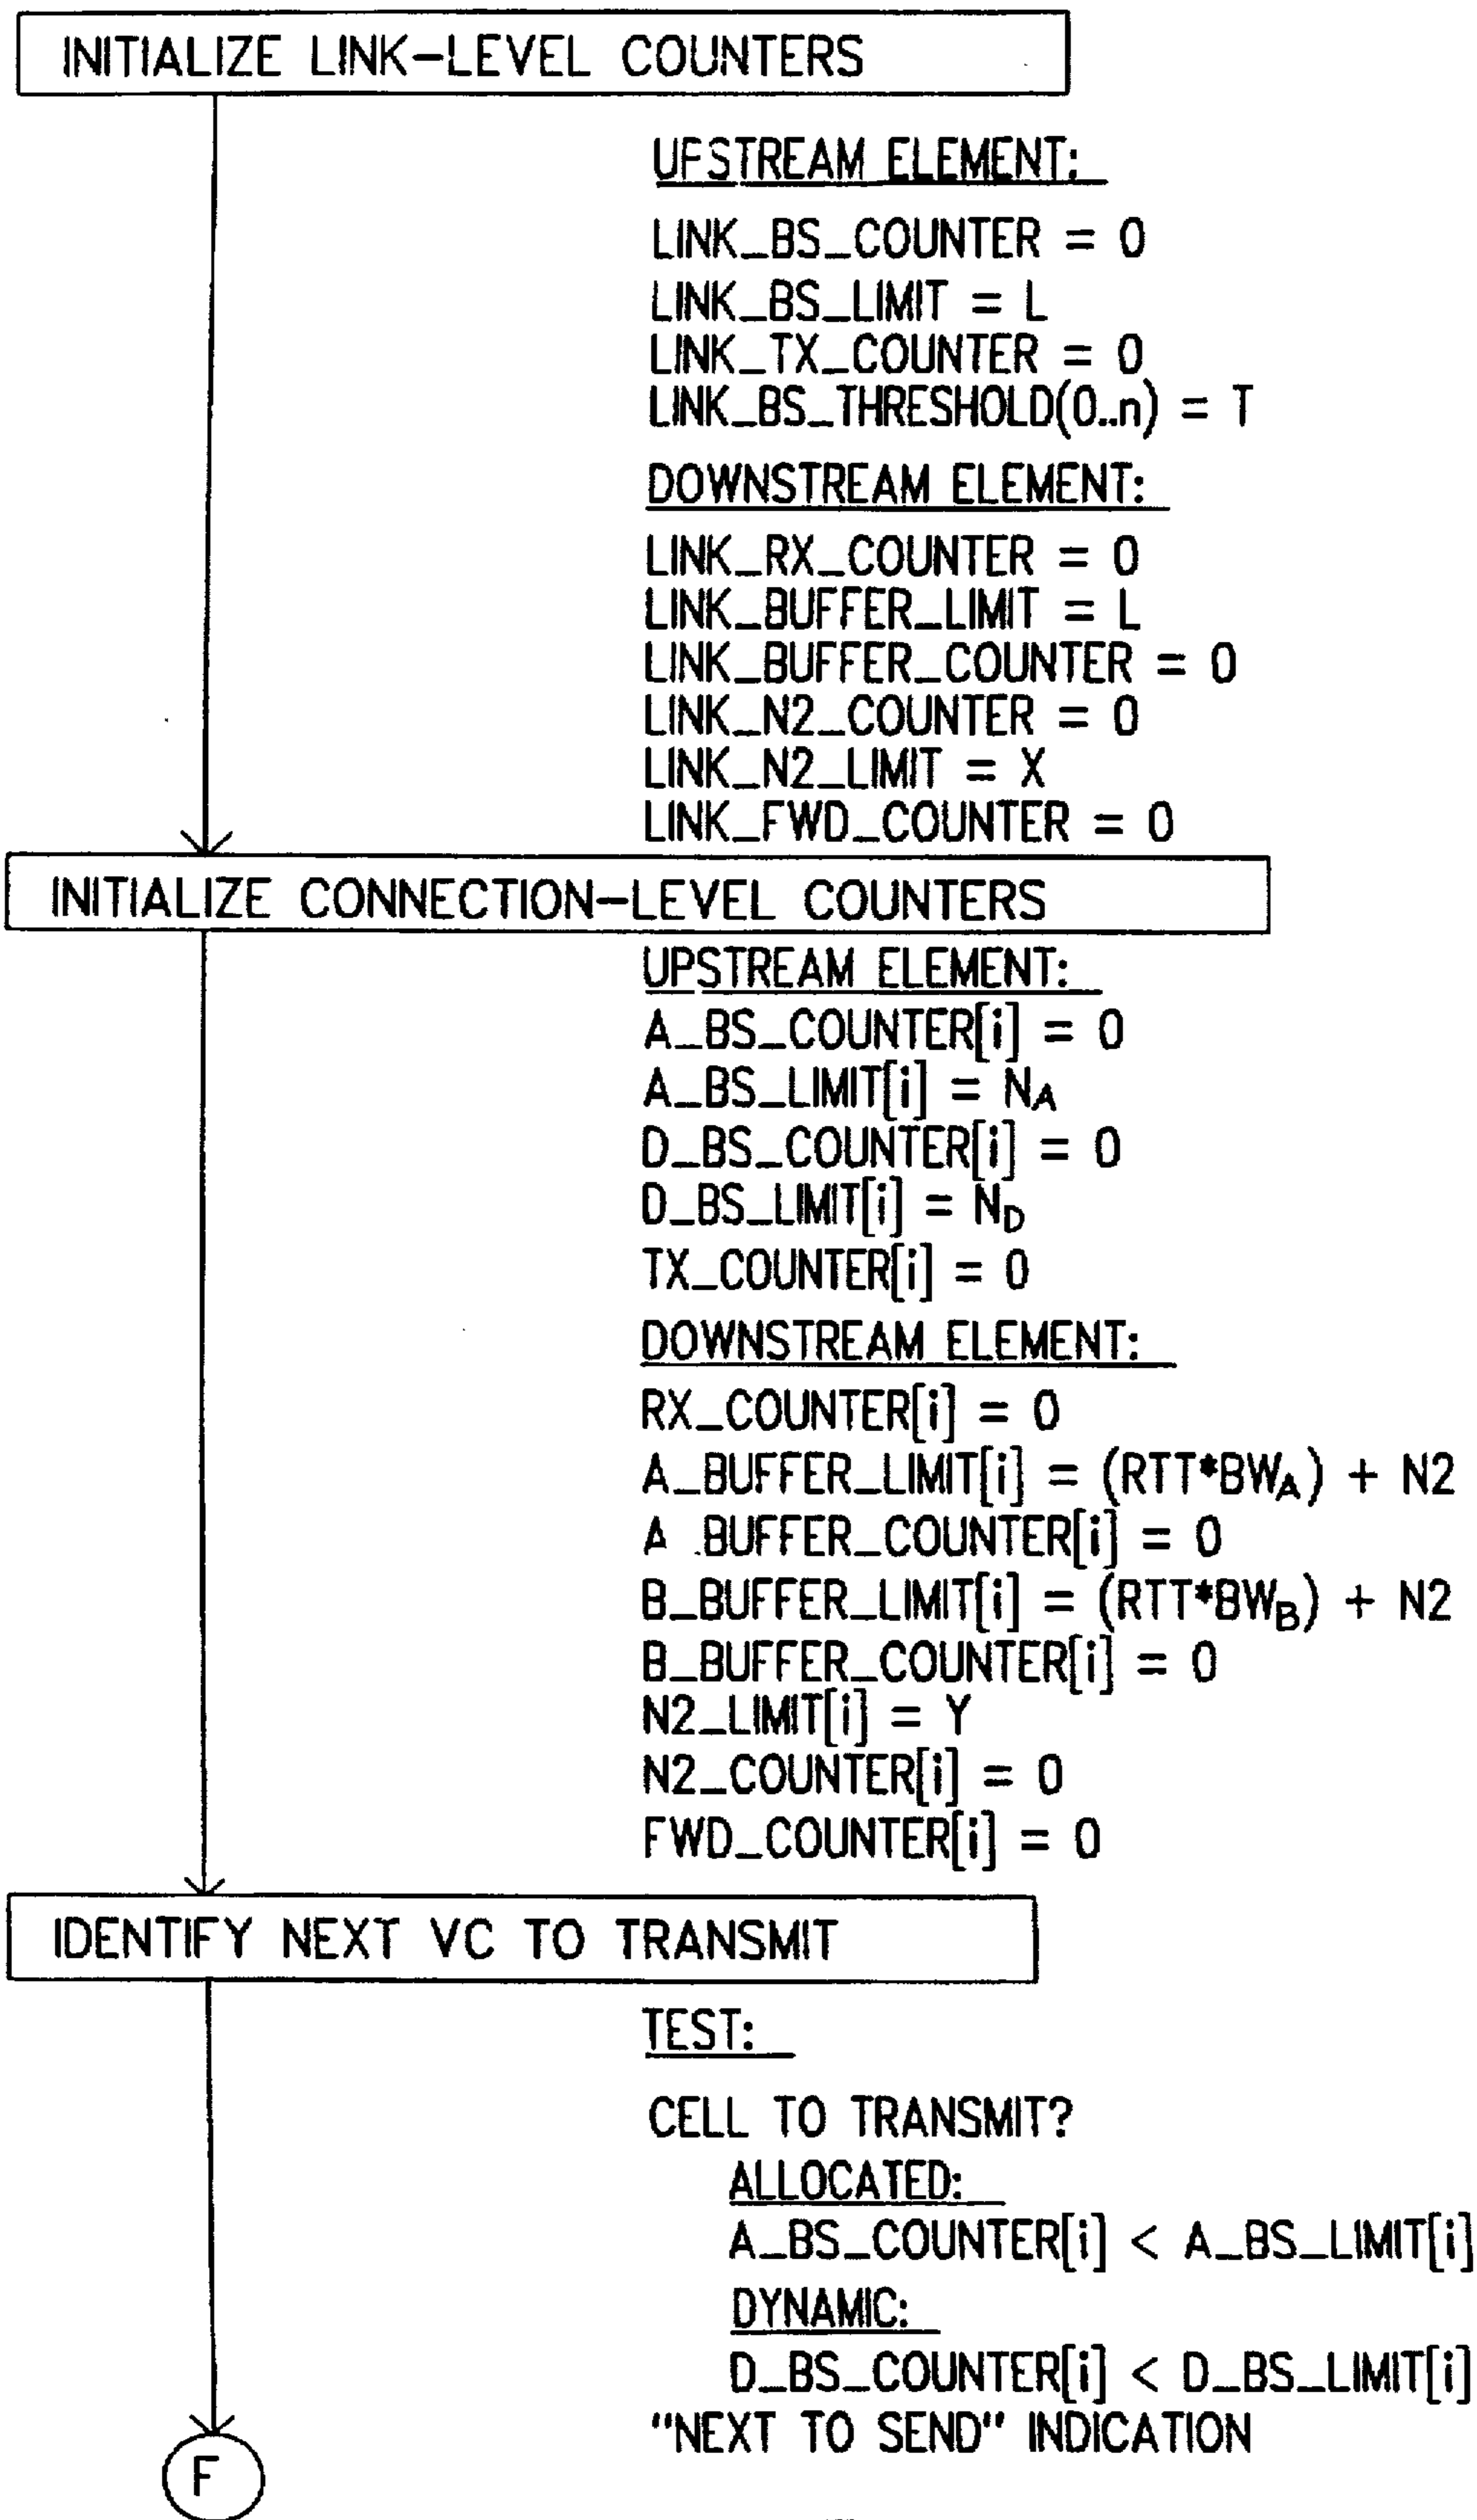 INITIALIZE LINK-LEVEL COUNTERS
UFSTREAM ELEMENT:
LINK_BS_COUNTER = 0
LINK_BS_LIMIT = L
LINK_TX_COUNTER = 0
LINK_BS_THRESHOLD(0..n) = T
DOWNSTREAM ELEMENT:
LINK_RX_COUNTER = 0
LINK_BUFFER_LIMIT = L
LINK_BUFFER_COUNTER = 0
LINK_N2_COUNTER = 0
LINK_N2_LIMIT = X
LINK_FWD_COUNTER = 0
INITIALIZE CONNECTION-LEVEL COUNTERS
UPSTREAM ELEMENT:
A_BS_COUNTER[i] = 0
A_BS_LIMIT[i] = NA
D_BS_COUNTER[i] = 0
D_BS_LIMIT[i] = ND
TX_COUNTER[i] = 0
DOWNSTREAM ELEMENT:
RX_COUNTER[i] = 0
A_BUFFER_LIMIT[i] = (RTT*BWA) + N2
A_BUFFER_COUNTER[i] = 0
B_BUFFER_LIMIT[i] = (RTT*BWB) + N2
B_BUFFER_COUNTER[i] = 0
N2_LIMIT[i] = Y
N2_COUNTER[i] = 0
FWD_COUNTER[i] = 0
IDENTIFY NEXT VC TO TRANSMIT
TEST:
CELL TO TRANSMIT?
ALLOCATED:
A_BS_COUNTER[i] < A_BS_LIMIT[i]
DYNAMIC:
D_BS_COUNTER[i] < D_BS_LIMIT[i]
"NEXT TO SEND" INDICATION
F